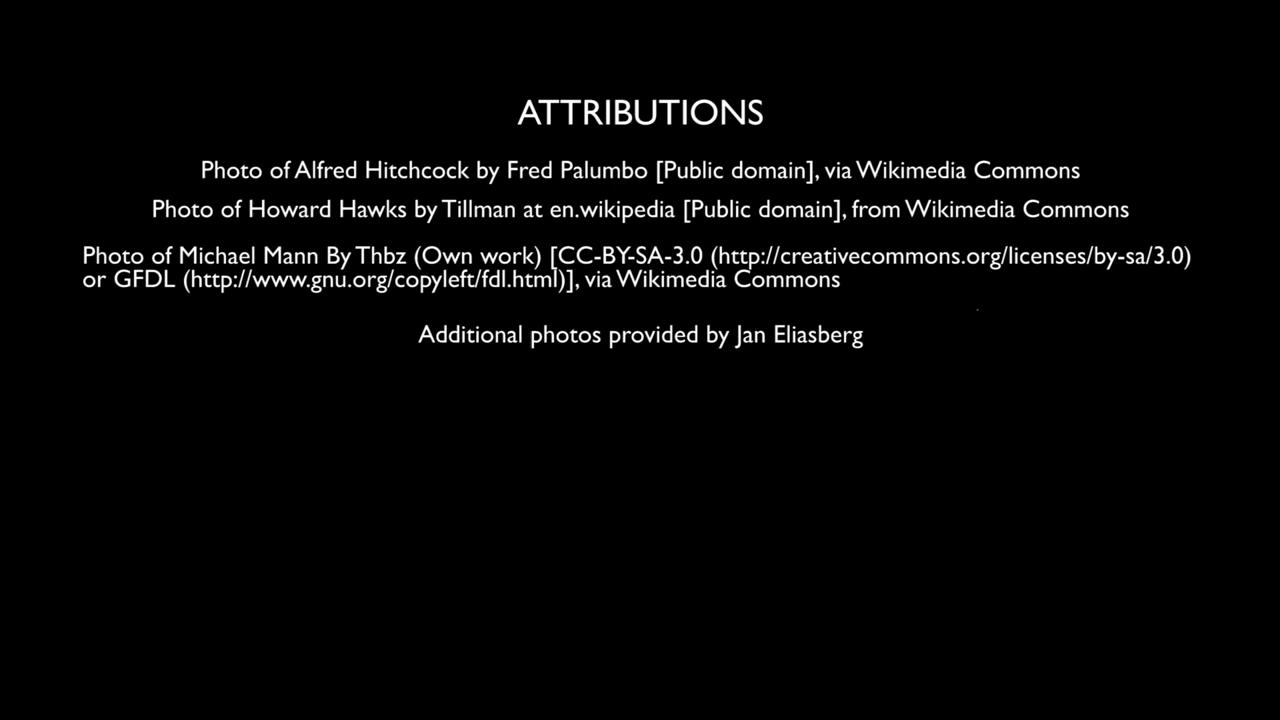 ATTRIBUTIONS
Photo of Alfred Hitchcock by Fred Palumbo [Public domain], via Wikimedia Commons
Photo of Howard Hawks by Tillman at en.wikipedia [Public domain], from Wikimedia Commons
Photo of Michael Mann By Thbz (Own work) [CC-BY-SA-3.0 (http://creativecommons.org/licenses/by-sa/3.0)
or GFDL (http://www.gnu.org/copyleft/fdl.html)], via Wikimedia Commons
Additional photos provided by Jan Eliasberg